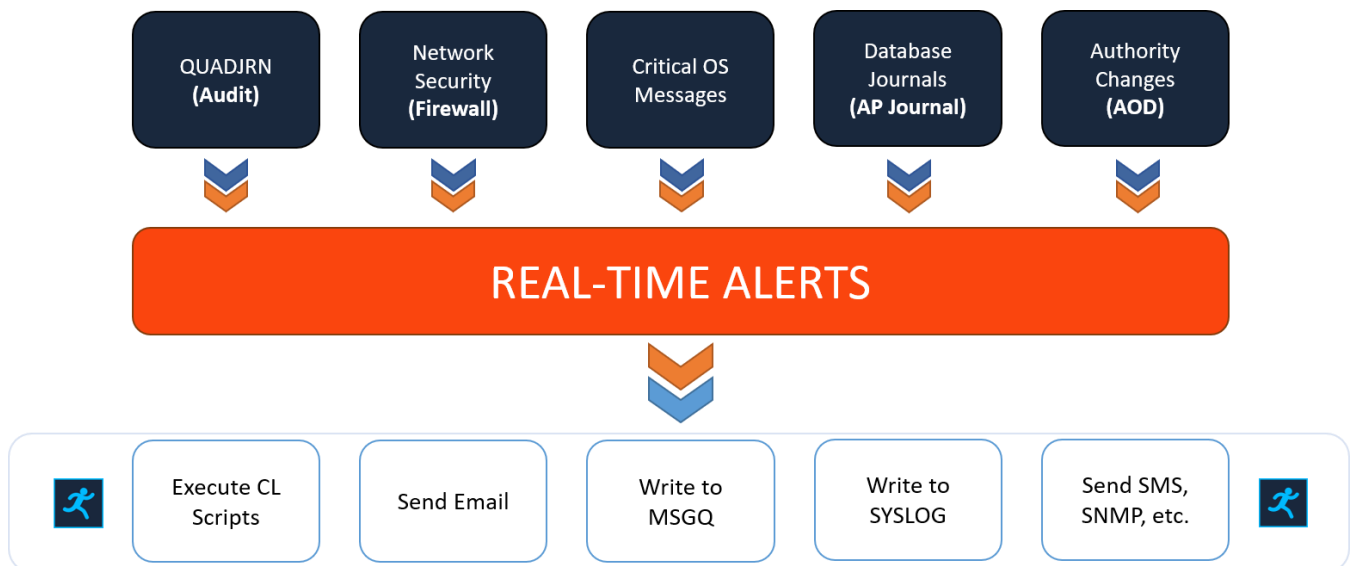 QUADJRN
(Audit)
Network
Security
(Firewall)
Critical OS
Messages
Database
Journals
(AP Journal)
Authority
Changes
(AOD)
REAL-TIME ALERTS
Execute CL
Scripts
Send Email
Write to
MSGQ
Write to
SYSLOG
Send SMS,
SNMP, etc.